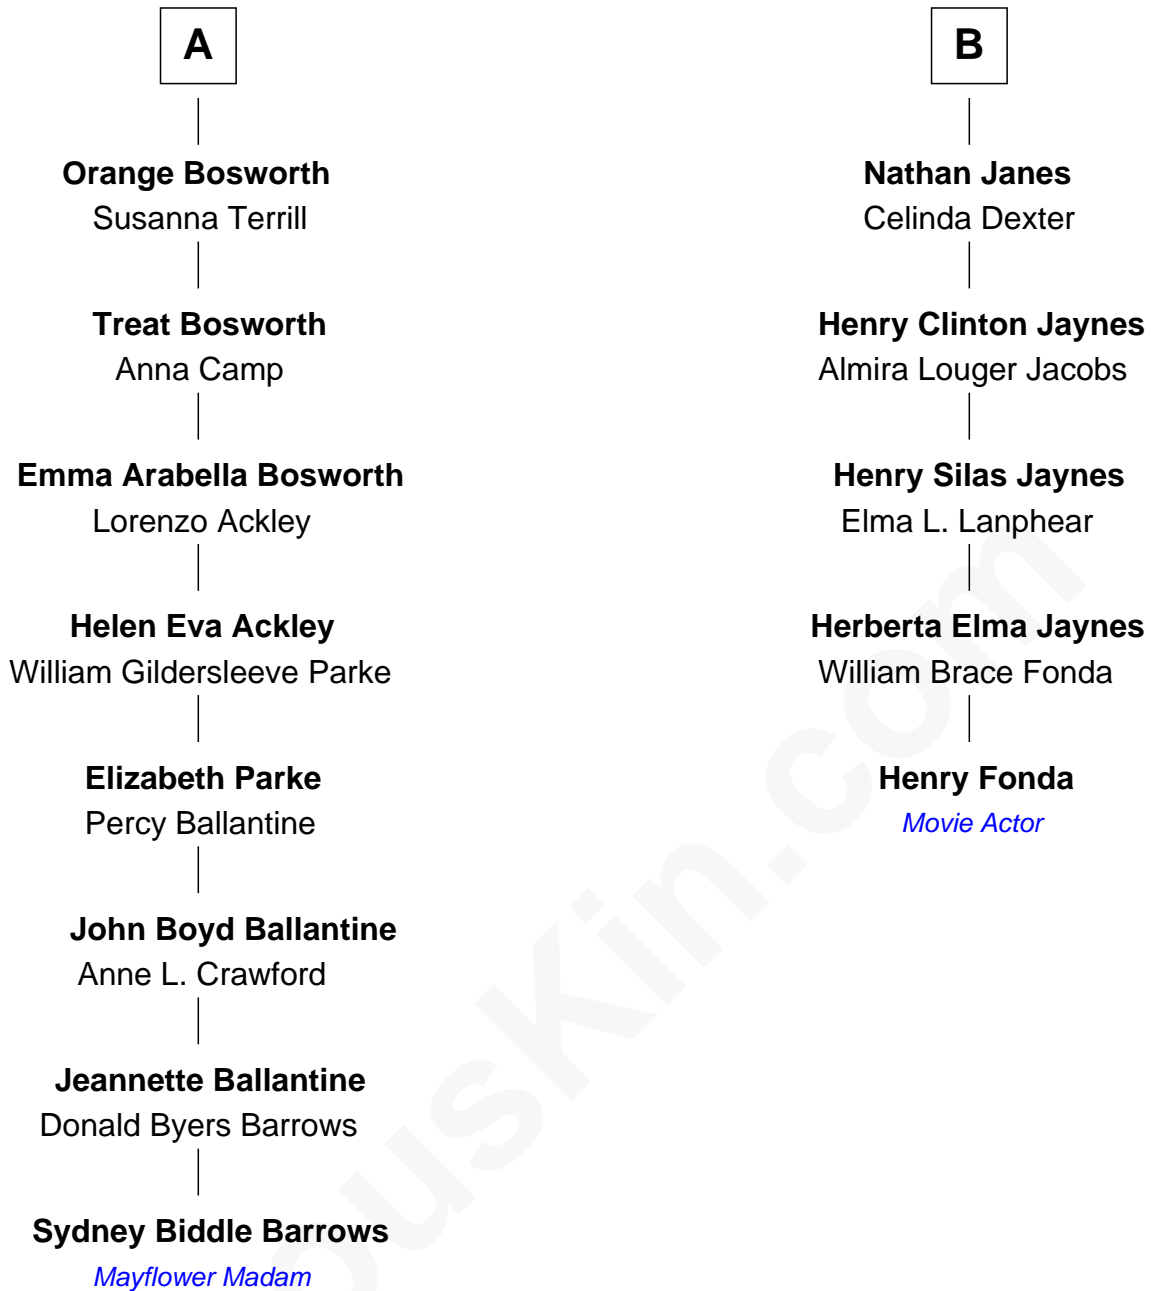 A
Orange Bosworth
Susanna Terrill
Treat Bosworth
Anna Camp
Emma Arabella Bosworth
Lorenzo Ackley
Helen Eva Ackley
William Gildersleeve Parke
Elizabeth Parke
Percy Ballantine
John Boyd Ballantine
Anne L. Crawford
Jeannette Ballantine
Donald Byers Barrows
Sydney Biddle Barrows
Mayflower Madam
B
Nathan Janes
Celinda Dexter
Henry Clinton Jaynes
Almira Louger Jacobs
Henry Silas Jaynes
Elma L. Lanphear
Herberta Elma Jaynes
William Brace Fonda
Henry Fonda
Movie Actor
ousKin.com